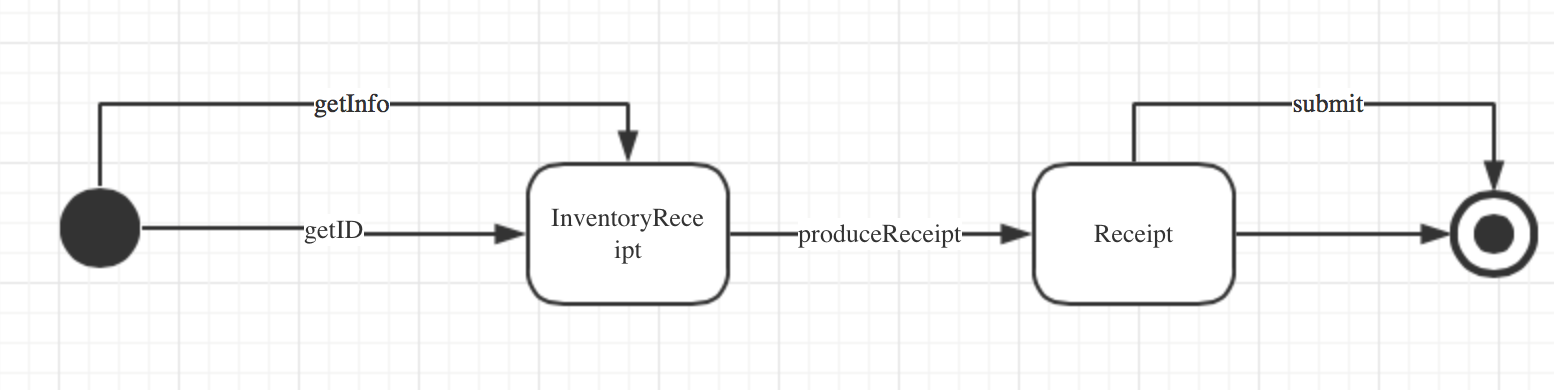 getInfo
submit
getID
InventoryRece
ipt
produceReceipt
Receipt